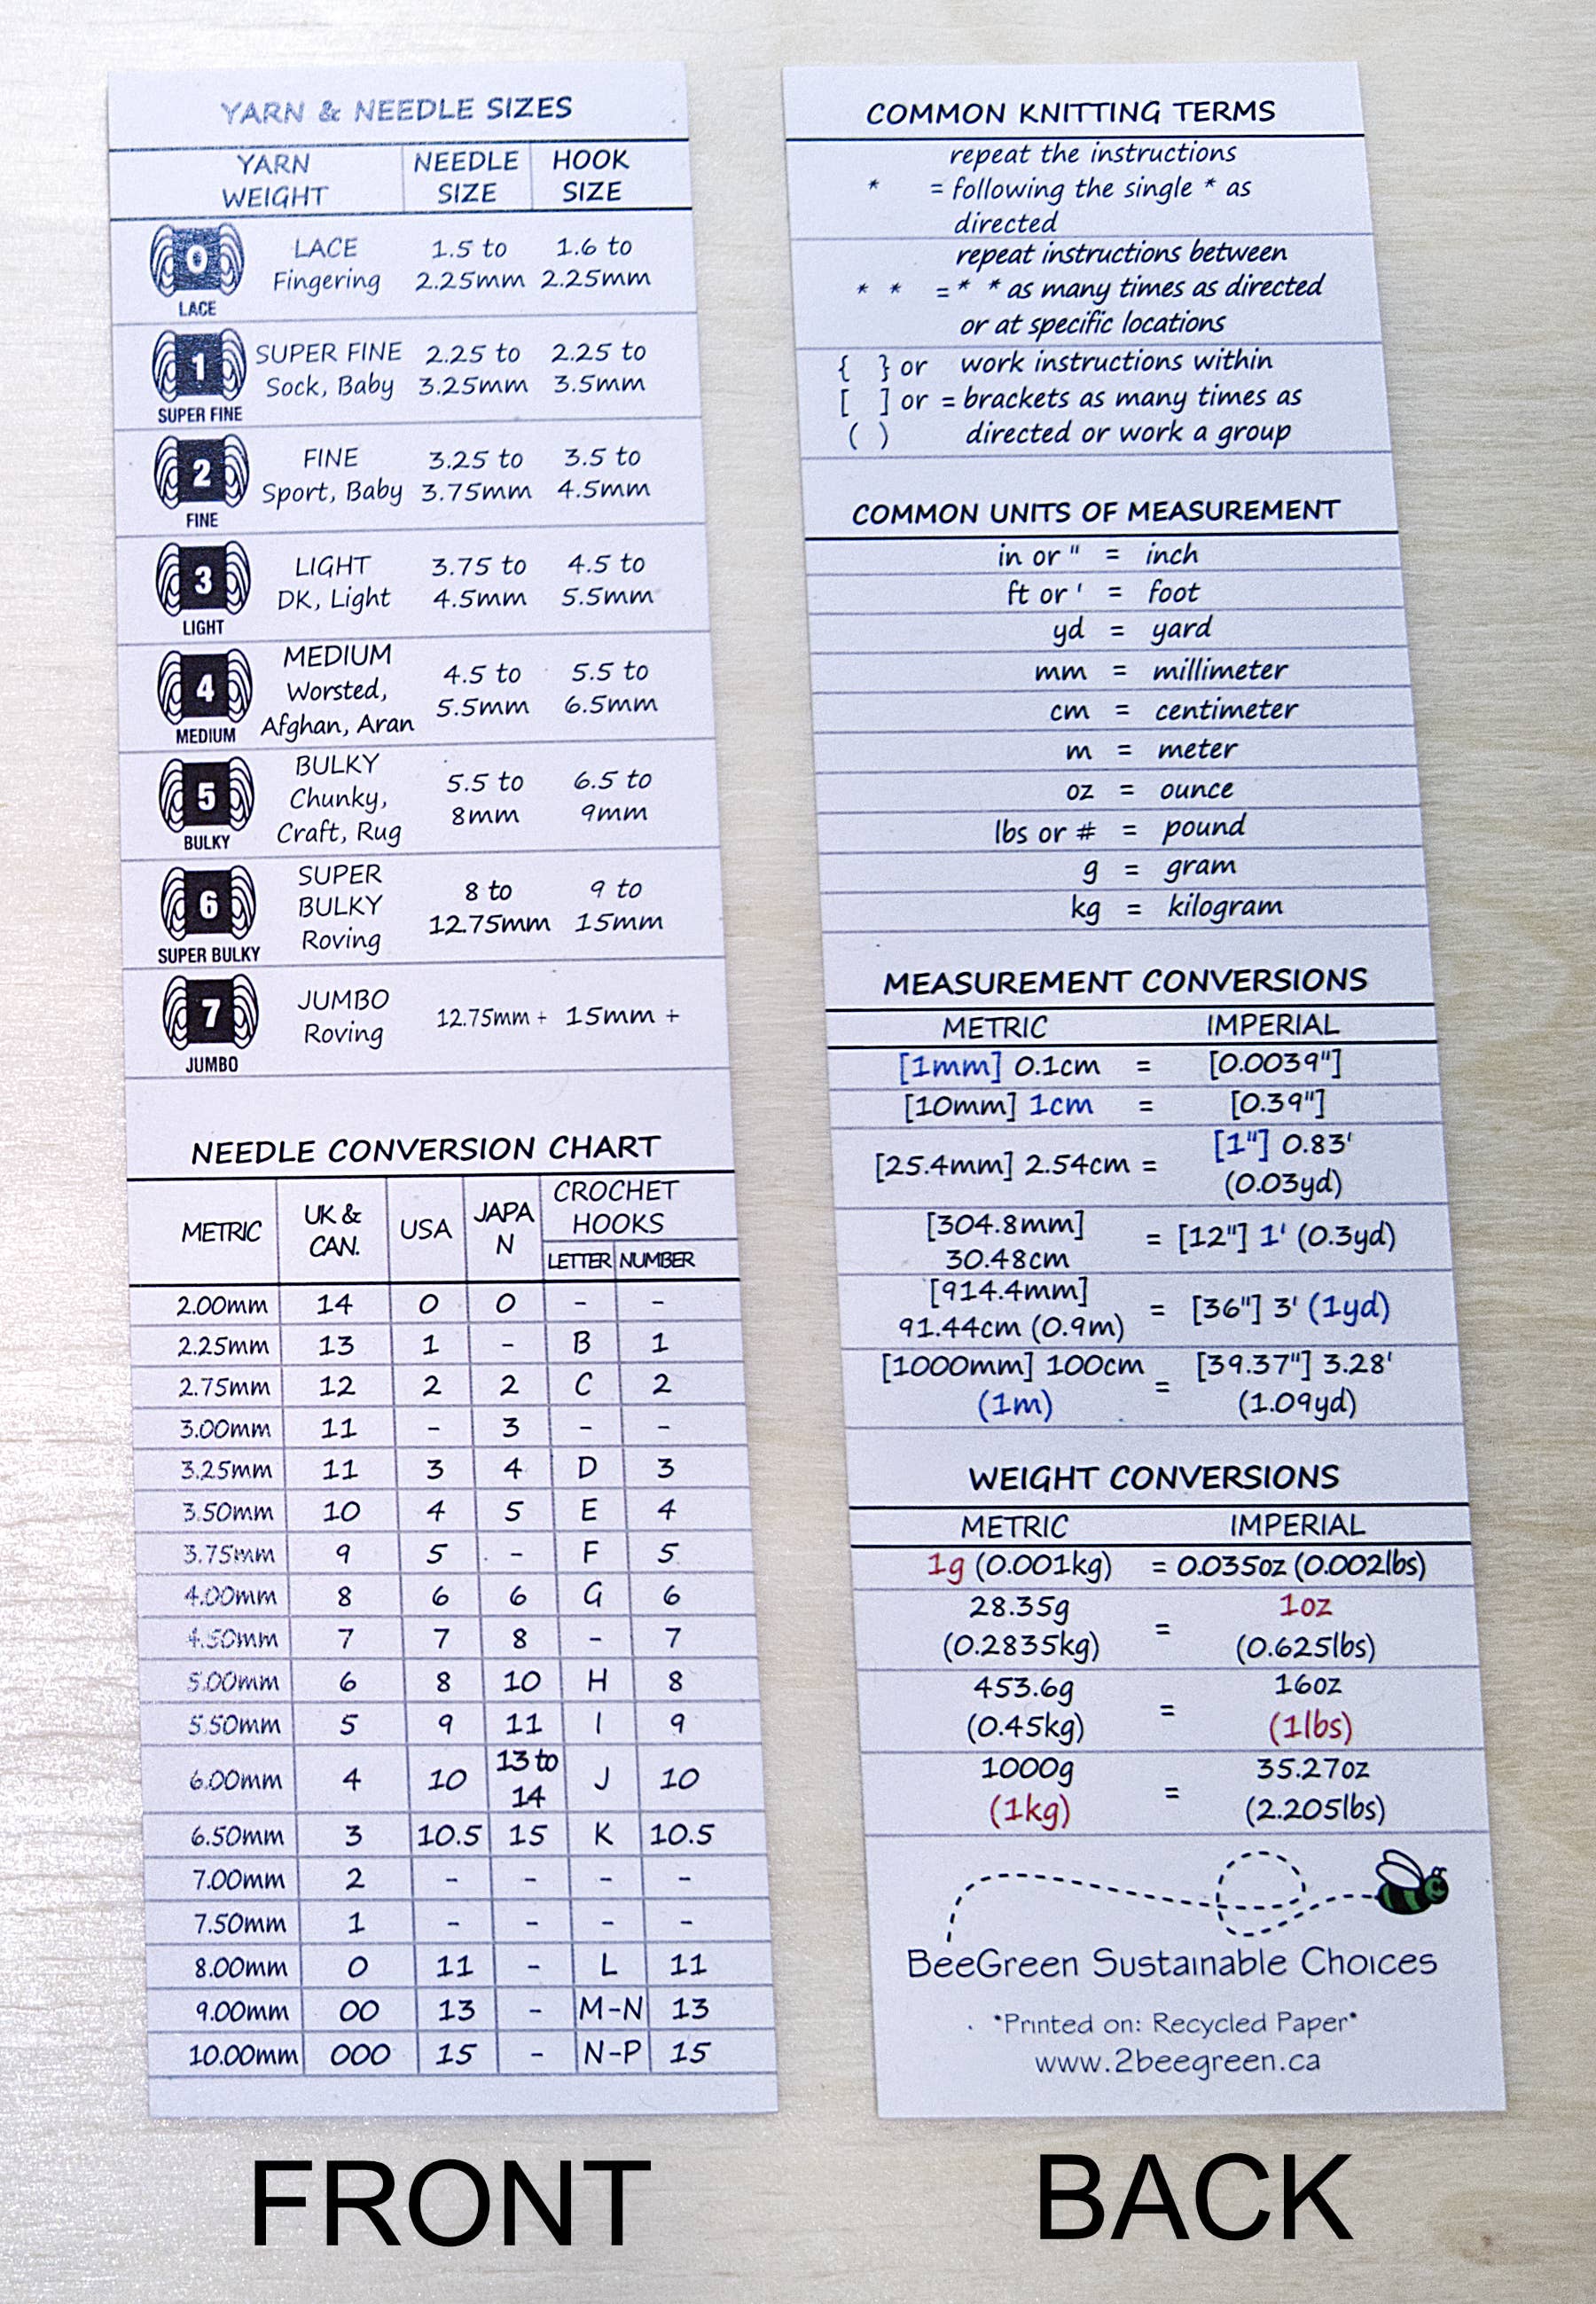 YARN & NEEDLE SIZES
YARN WEIGHT NEEDLE SIZE HOOK SIZE
0 LACE LACE Fingering 1.5 to 2.25mm 1.6 to 2.25mm
1 SUPER FINE SUPER FINE Sock, Baby 2.25 to 3.25mm 2.25 to 3.5mm
2 FINE FINE Sport, Baby 3.25 to 3.75mm 3.5 to 4.5mm
3 LIGHT LIGHT DK, Light 3.75 to 4.5mm 4.5 to 5.5mm
4 MEDIUM MEDIUM Worsted, Afghan, Aran 4.5 to 5.5mm 5.5 to 6.5mm
5 BULKY BULKY Chunky, Craft, Rug 5.5 to 8mm 6.5 to 9mm
6 SUPER BULKY SUPER BULKY Roving 8 to 12.75mm 9 to 15mm
7 JUMBO JUMBO Roving 12.75mm + 15mm +
NEEDLE CONVERSION CHART
METRIC UK & CAN. USA JAPAN CROCHET HOOKS
LETTER NUMBER
2.00mm 14 0 0 - -
2.25mm 13 1 - B 1
2.75mm 12 2 2 C 2
3.00mm 11 - 3 - -
3.25mm 11 3 4 D 3
3.50mm 10 4 5 E 4
3.75mm 9 5 - F 5
4.00mm 8 6 6 G 6
4.50mm 7 7 8 - 7
5.00mm 6 8 10 H 8
5.50mm 5 9 11 I 9
6.00mm 4 10 13 to 14 J 10
6.50mm 3 10.5 15 K 10.5
7.00mm 2 - - - -
7.50mm 1 - - - -
8.00mm 0 11 - L 11
9.00mm 00 13 - M-N 13
10.00mm 000 15 - N-P 15
FRONT
COMMON KNITTING TERMS
repeat the instructions
* = following the single * as
directed
repeat instructions between
* * = * * as many times as directed
or at specific locations
{ } or work instructions within
[ ] or = brackets as many times as
( ) directed or work a group
COMMON UNITS OF MEASUREMENT
in or " = inch
ft or ' = foot
yd = yard
mm = millimeter
cm = centimeter
m = meter
oz = ounce
lbs or # = pound
g = gram
kg = kilogram
MEASUREMENT CONVERSIONS
METRIC IMPERIAL
[1mm] 0.1cm = [0.0039"]
[10mm] 1cm = [0.39"]
[25.4mm] 2.54cm = [1"] 0.83' (0.03yd)
[304.8mm] 30.48cm = [12"] 1' (0.3yd)
[914.4mm] 91.44cm (0.9m) = [36"] 3' (1yd)
[1000mm] 100cm (1m) = [39.37"] 3.28' (1.09yd)
WEIGHT CONVERSIONS
METRIC IMPERIAL
1g (0.001kg) = 0.035oz (0.002lbs)
28.35g (0.2835kg) = 1oz (0.625lbs)
453.6g (0.45kg) = 16oz (1lbs)
1000g (1kg) = 35.27oz (2.205lbs)
BeeGreen Sustainable Choices
*Printed on: Recycled Paper*
www.2beegreen.ca
BACK